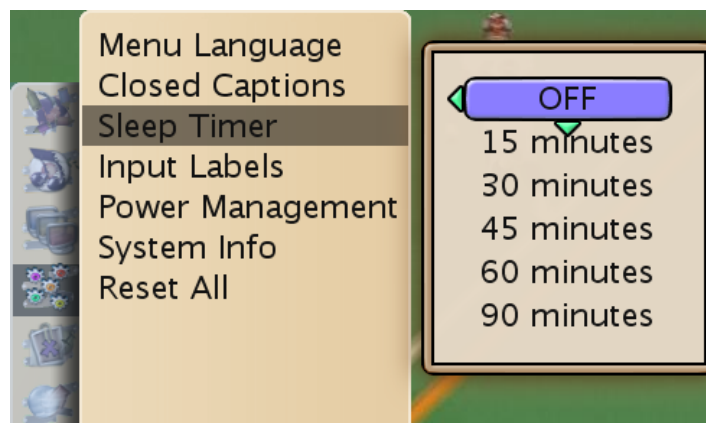 Menu Language
Closed Captions
Sleep Timer
Input Labels
Power Management
System Info
Reset All
OFF
15 minutes
30 minutes
45 minutes
60 minutes
90 minutes